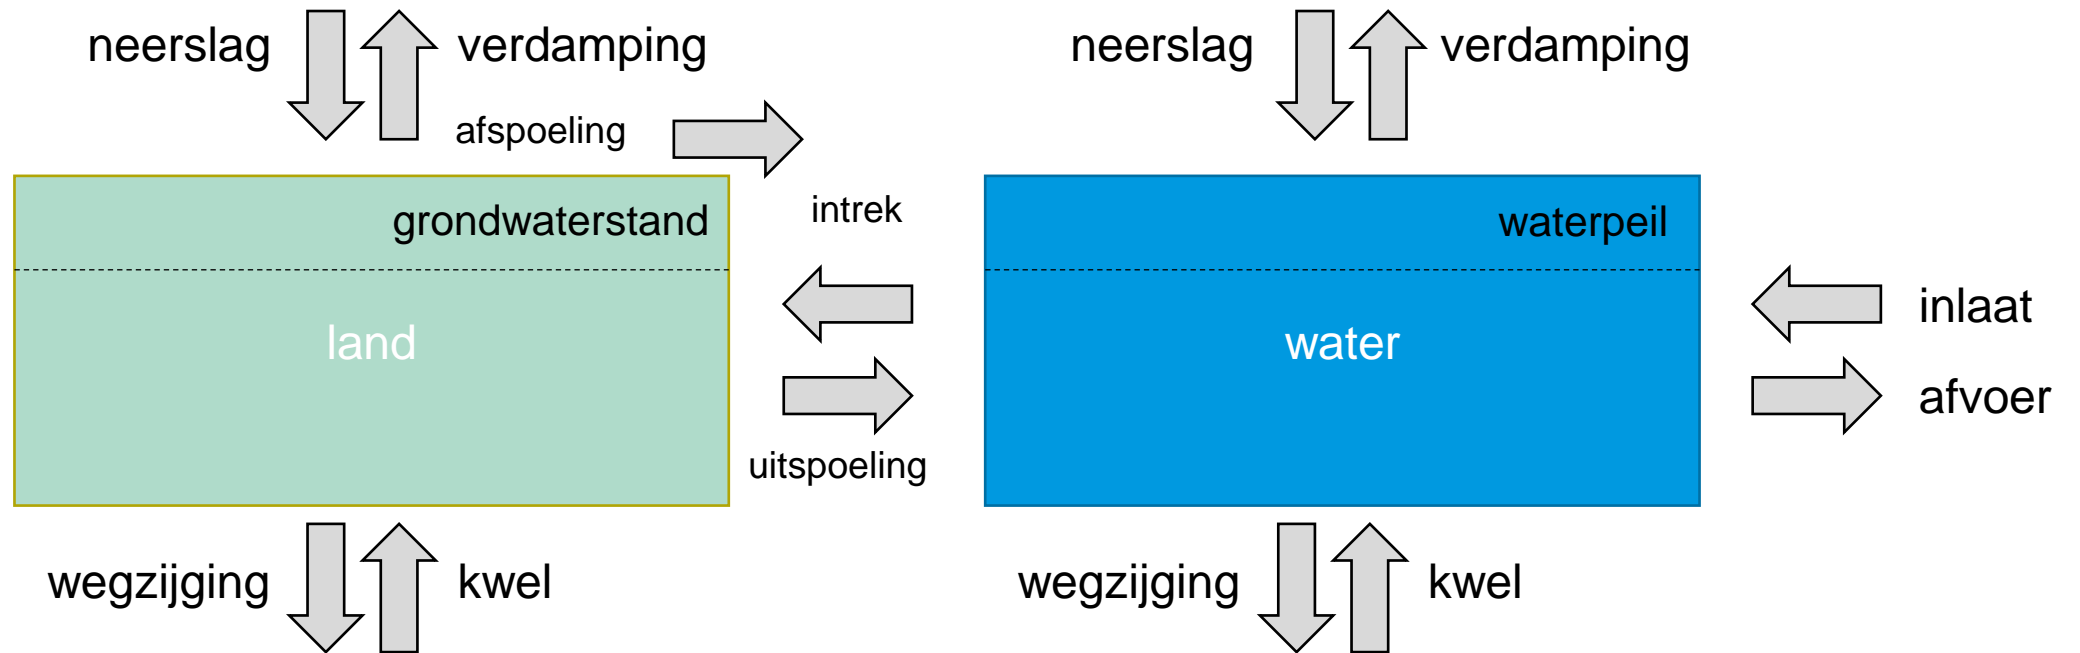 neerslag
verdamping
neerslag
verdamping
afspoeling
intrek
grondwaterstand
waterpeil
land
water
inlaat
afvoer
uitspoeling
wegzijging
kwel
wegzijging
kwel